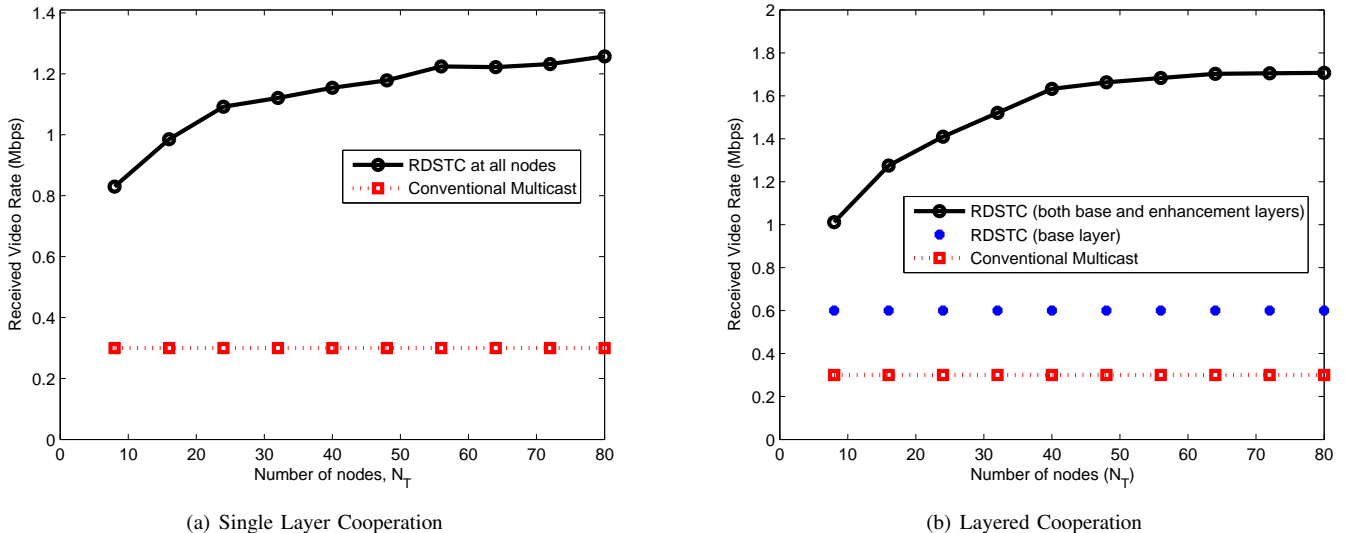 1.4
1.2
1
0.8
0.6
0.4
0.2
0
Received Video Rate (Mbps)
RDSTC at all nodes
Conventional Multicast
0 10 20 30 40 50 60 70 80
Number of nodes, N_T
(a) Single Layer Cooperation
2
1.8
1.6
1.4
1.2
1
0.8
0.6
0.4
0.2
0
Received Video Rate (Mbps)
RDSTC (both base and enhancement layers)
RDSTC (base layer)
Conventional Multicast
0 10 20 30 40 50 60 70 80
Number of nodes (N_T)
(b) Layered Cooperation